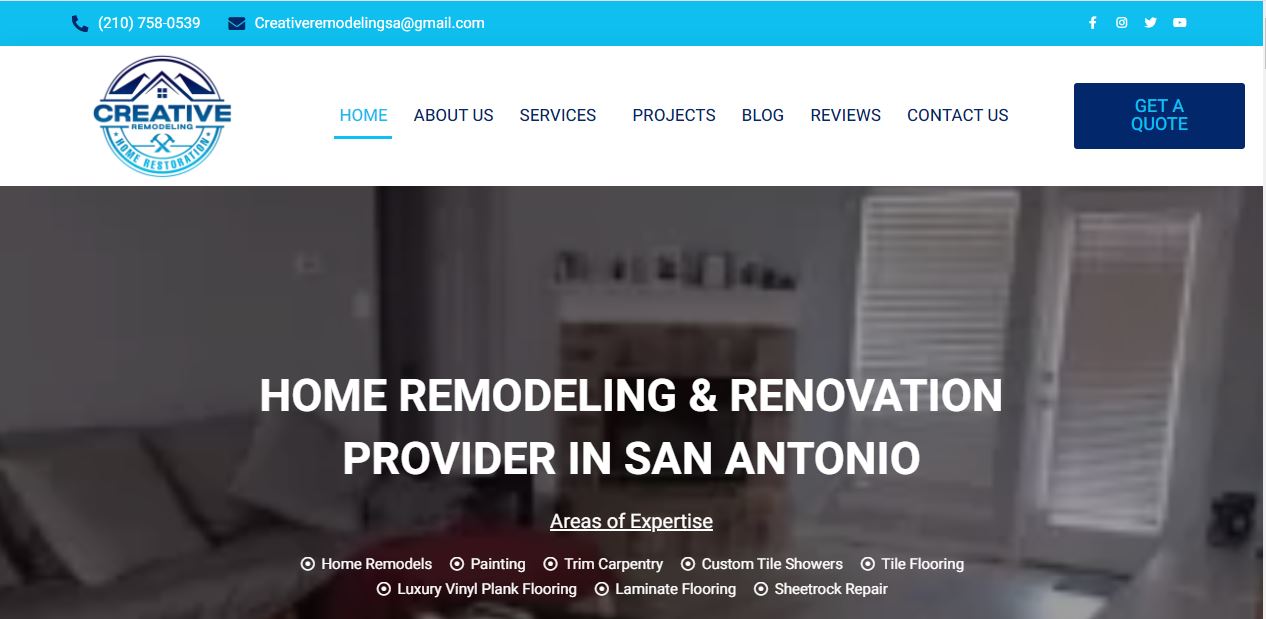 (210) 758-0539 Creativeremodelingsa@gmail.com
CREATIVE
REMODELING
HOME RESTORATION
HOME ABOUT US SERVICES PROJECTS BLOG REVIEWS CONTACT US
GET A
QUOTE
HOME REMODELING & RENOVATION
PROVIDER IN SAN ANTONIO
Areas of Expertise
Home Remodels Painting Trim Carpentry Custom Tile Showers Tile Flooring
Luxury Vinyl Plank Flooring Laminate Flooring Sheetrock Repair